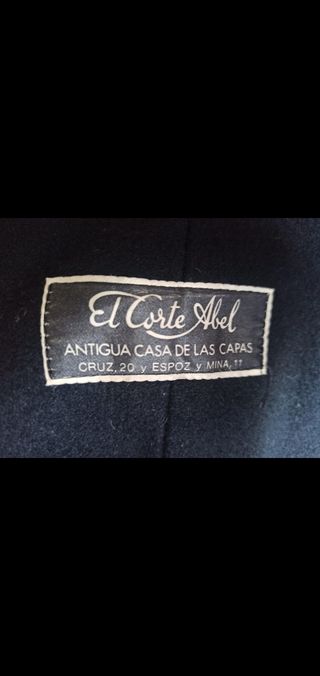 El Corte Abel
ANTIGUA CASA DE LAS CAPAS
CRUZ, 20 y ESPOZ y MINA, 11